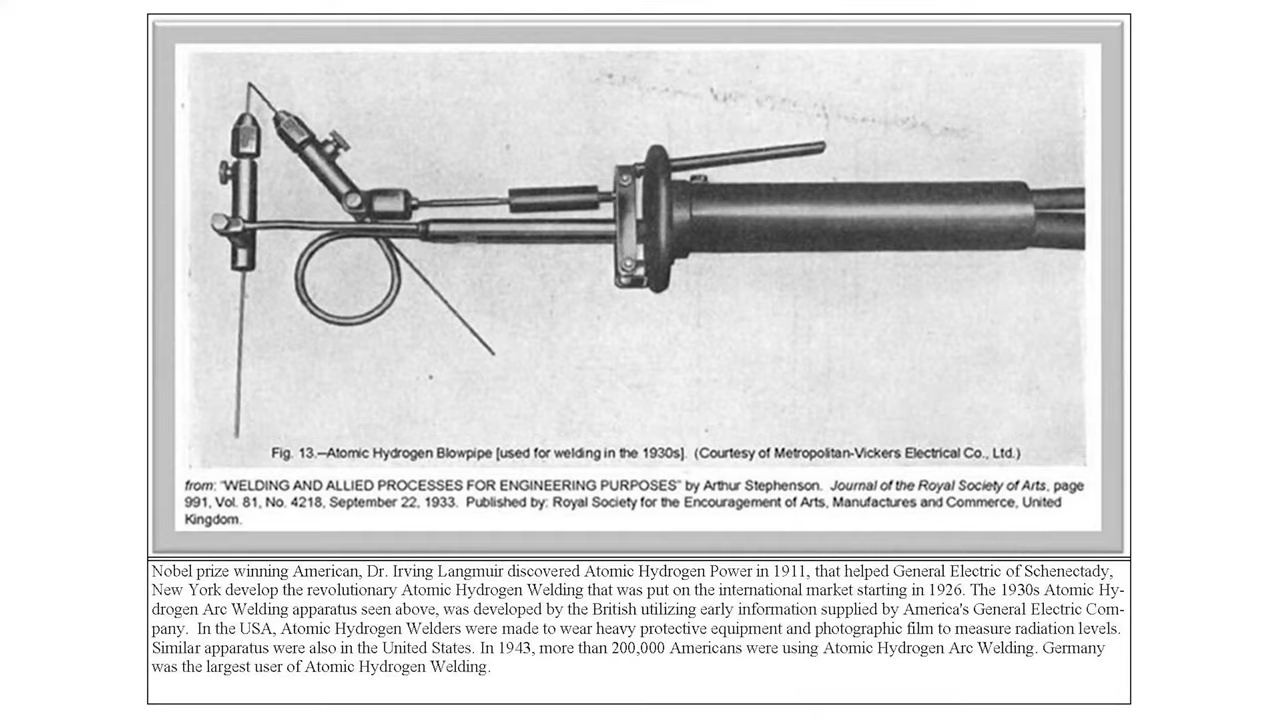 Fig. 13.—Atomic Hydrogen Blowpipe [used for welding in the 1930s]. (Courtesy of Metropolitan-Vickers Electrical Co., Ltd.)
from: "WELDING AND ALLIED PROCESSES FOR ENGINEERING PURPOSES" by Arthur Stephenson. Journal of the Royal Society of Arts, page
991, Vol. 81, No. 4218, September 22, 1933. Published by: Royal Society for the Encouragement of Arts, Manufactures and Commerce, United
Kingdom.
Nobel prize winning American, Dr. Irving Langmuir discovered Atomic Hydrogen Power in 1911, that helped General Electric of Schenectady,
New York develop the revolutionary Atomic Hydrogen Welding that was put on the international market starting in 1926. The 1930s Atomic Hy-
drogen Arc Welding apparatus seen above, was developed by the British utilizing early information supplied by America's General Electric Com-
pany. In the USA, Atomic Hydrogen Welders were made to wear heavy protective equipment and photographic film to measure radiation levels.
Similar apparatus were also in the United States. In 1943, more than 200,000 Americans were using Atomic Hydrogen Arc Welding. Germany
was the largest user of Atomic Hydrogen Welding.